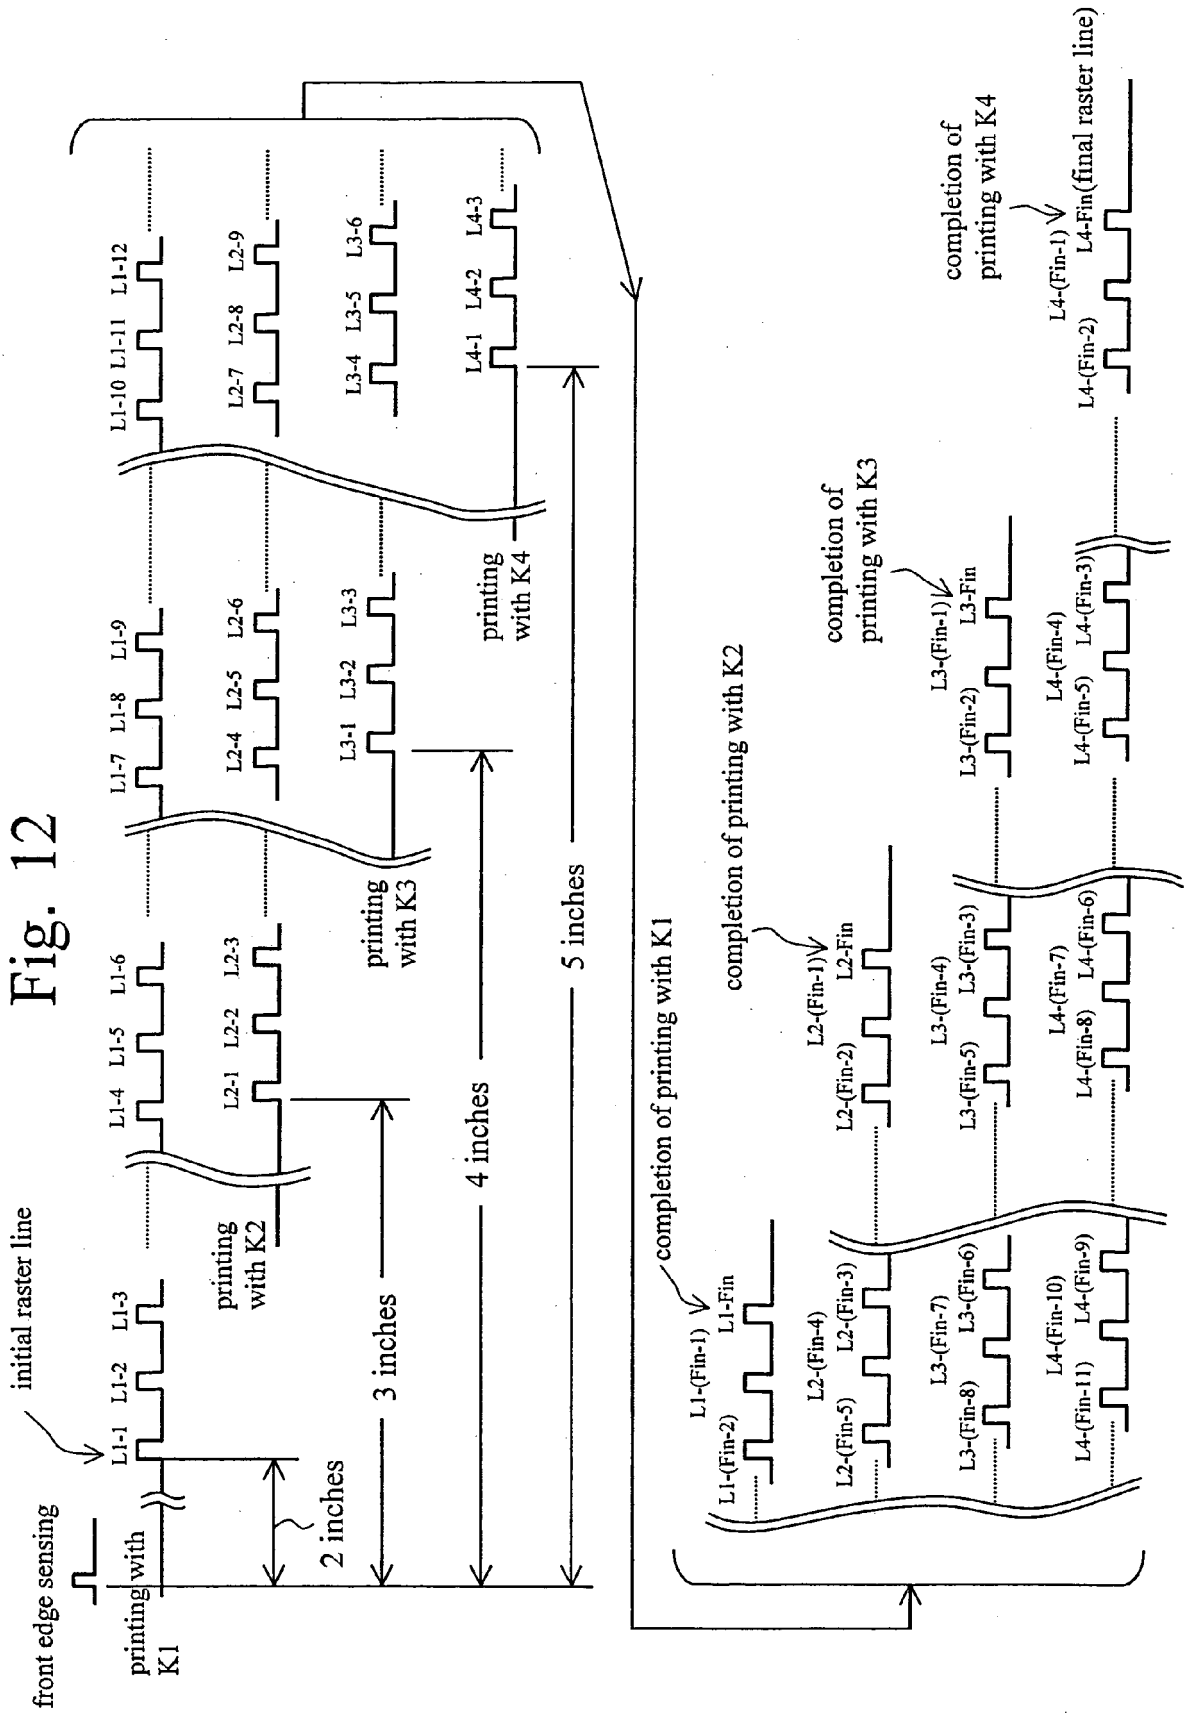 Fig. 12
front edge sensing
initial raster line
printing with
K1
L1-1 L1-2 L1-3
L1-4 L1-5 L1-6
L1-7 L1-8 L1-9
L1-10 L1-11 L1-12
printing
with K2
L2-1 L2-2 L2-3
L2-4 L2-5 L2-6
L2-7 L2-8 L2-9
printing
with K3
L3-1 L3-2 L3-3
L3-4 L3-5 L3-6
printing
with K4
L4-1 L4-2 L4-3
2 inches
3 inches
4 inches
5 inches
completion of printing with K1
L1-(Fin-2) L1-(Fin-1) L1-Fin
completion of printing with K2
L2-(Fin-5) L2-(Fin-4) L2-(Fin-3)
L2-(Fin-2) L2-(Fin-1) L2-Fin
completion of
printing with K3
L3-(Fin-8) L3-(Fin-7) L3-(Fin-6)
L3-(Fin-5) L3-(Fin-4) L3-(Fin-3)
L3-(Fin-2) L3-(Fin-1) L3-Fin
completion of
printing with K4
L4-(Fin-11) L4-(Fin-10) L4-(Fin-9)
L4-(Fin-8) L4-(Fin-7) L4-(Fin-6)
L4-(Fin-5) L4-(Fin-4) L4-(Fin-3)
L4-(Fin-2) L4-(Fin-1) L4-Fin(final raster line)